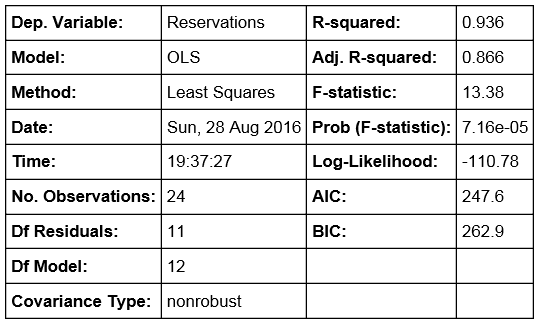 Dep. Variable: Reservations R-squared: 0.936
Model: OLS Adj. R-squared: 0.866
Method: Least Squares F-statistic: 13.38
Date: Sun, 28 Aug 2016 Prob (F-statistic): 7.16e-05
Time: 19:37:27 Log-Likelihood: -110.78
No. Observations: 24 AIC: 247.6
Df Residuals: 11 BIC: 262.9
Df Model: 12
Covariance Type: nonrobust